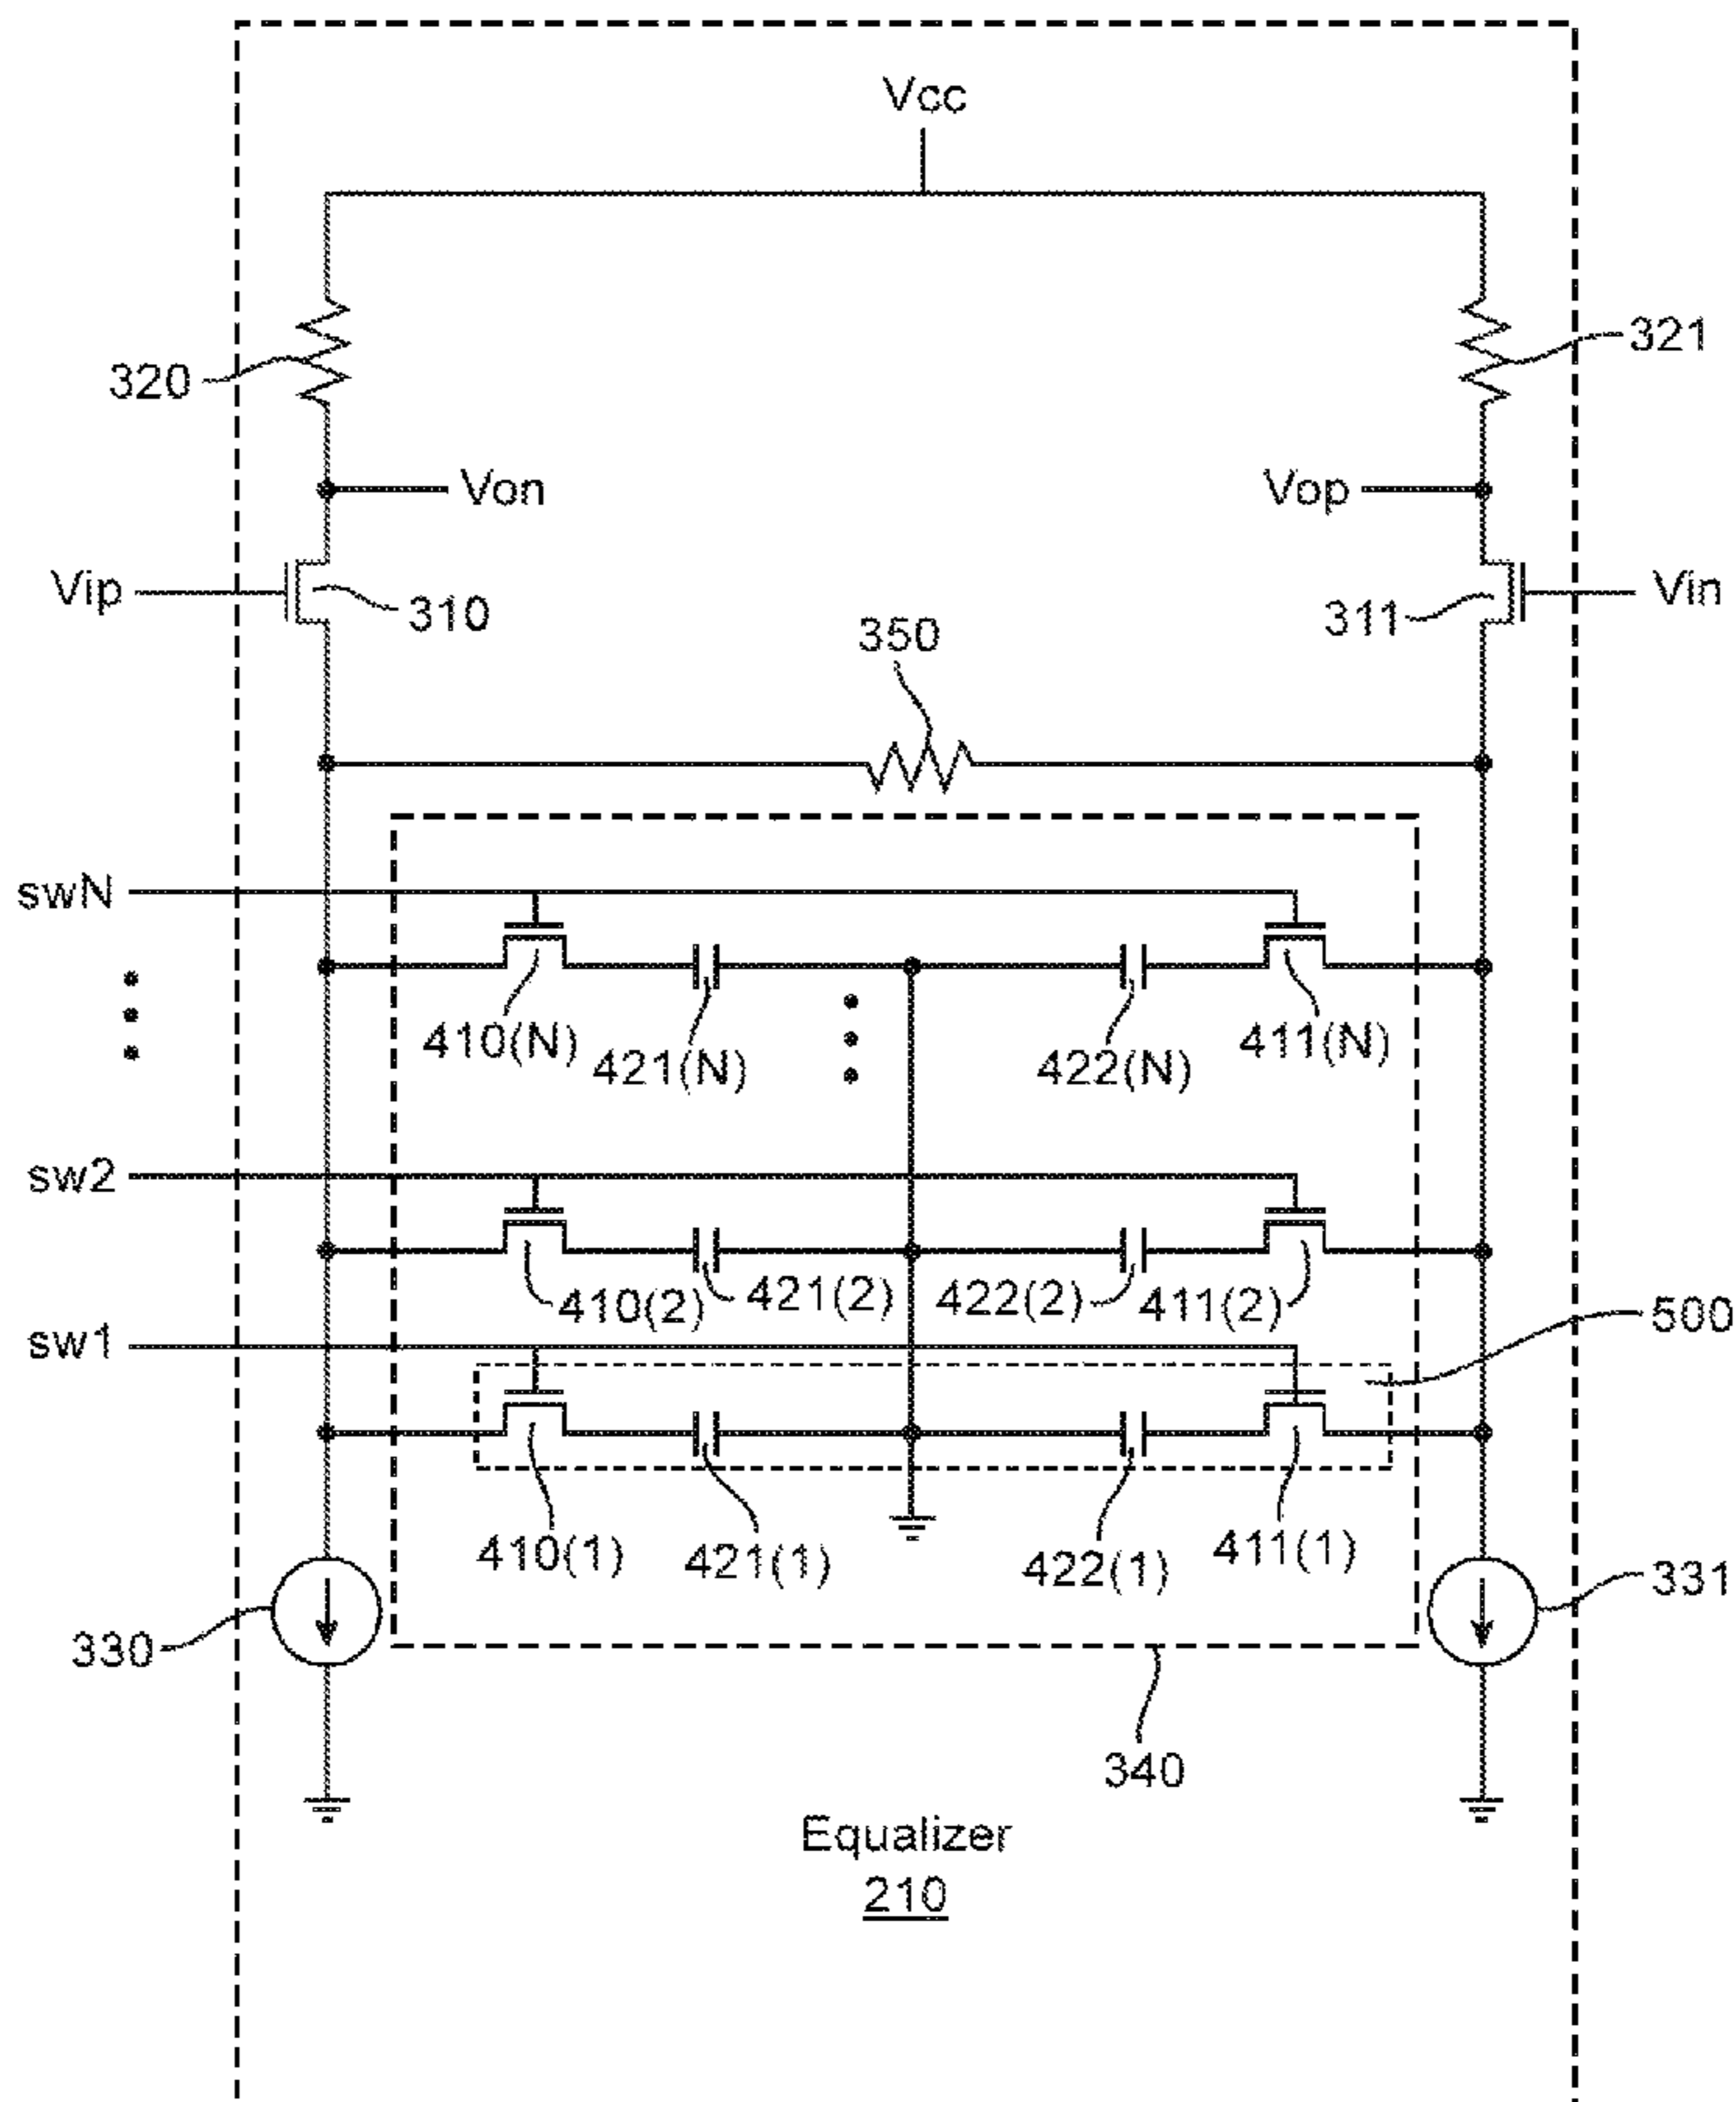 Vcc
320
321
Von
Vop
Vip
310
311
Vin
350
swN
410(N)
421(N)
422(N)
411(N)
sw2
410(2)
421(2)
422(2)
411(2)
sw1
500
410(1)
421(1)
422(1)
411(1)
330
331
340
Equalizer
210